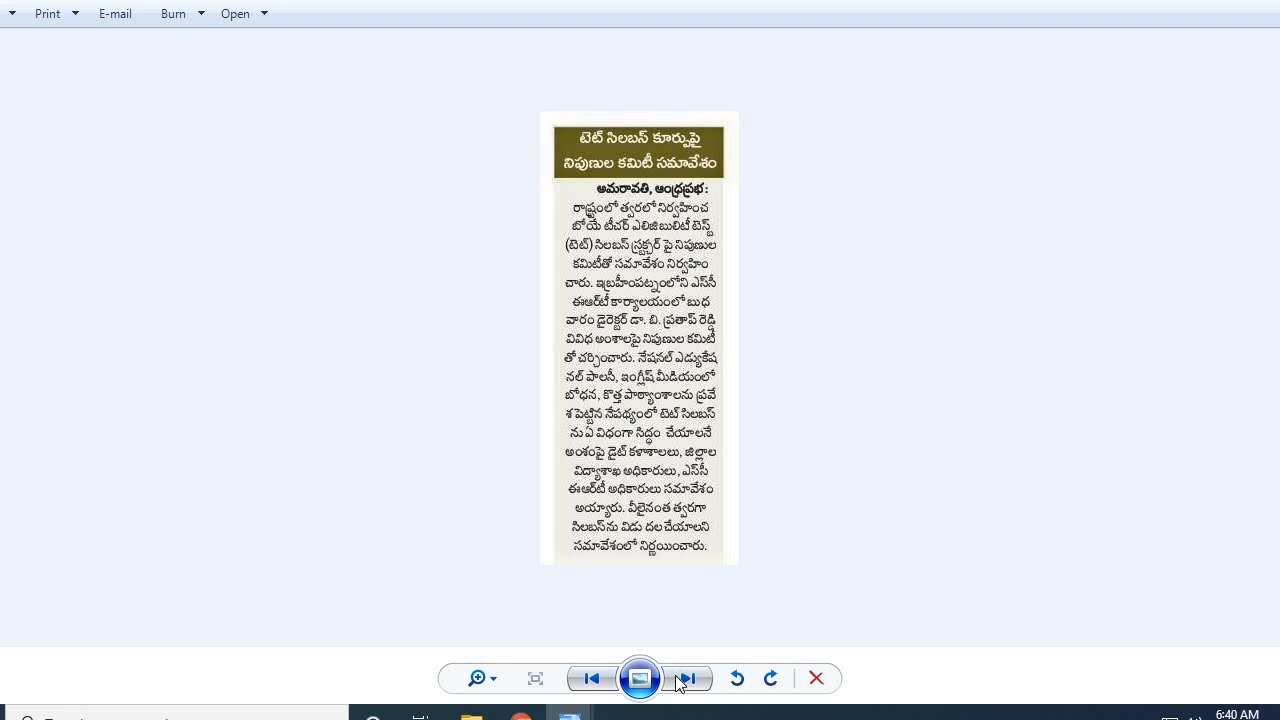 Print
E-mail
Burn
Open
టెట్ సిలబస్ కూర్పుపై
నిపుణుల కమిటీ సమావేశం
అమరావతి, ఆంధ్రప్రభ:
రాష్ట్రంలో త్వరలో నిర్వహించ
బోయే టీచర్ ఎలిజిబులిటీ టెస్ట్
(టెట్) సిలబస్ స్ట్రక్చర్ పై నిపుణుల
కమిటీతో సమావేశం నిర్వహిం
చారు. ఇబ్రహీంపట్నంలోని ఎస్‌సీ
ఈఆర్‌టీ కార్యాలయంలో బుధ
వారం డైరెక్టర్ డా. బి. ప్రతాప్ రెడ్డి
వివిధ అంశాలపై నిపుణుల కమిటీ
తో చర్చించారు. నేషనల్ ఎడ్యుకేష
నల్ పాలసీ, ఇంగ్లీష్ మీడియంలో
బోధన, కొత్త పాఠ్యాంశాలను ప్రవే
శ పెట్టిన నేపథ్యంలో టెట్ సిలబస్
ను ఏ విధంగా సిద్ధం చేయాలనే
అంశంపై డైట్ కళాశాలలు, జిల్లాల
విద్యాశాఖ అధికారులు, ఎస్‌సీ
ఈఆర్‌టీ అధికారులు సమావేశం
అయ్యారు. వీలైనంత త్వరగా
సిలబస్‌ను విడు దల చేయాలని
సమావేశంలో నిర్ణయించారు.
6:40 AM